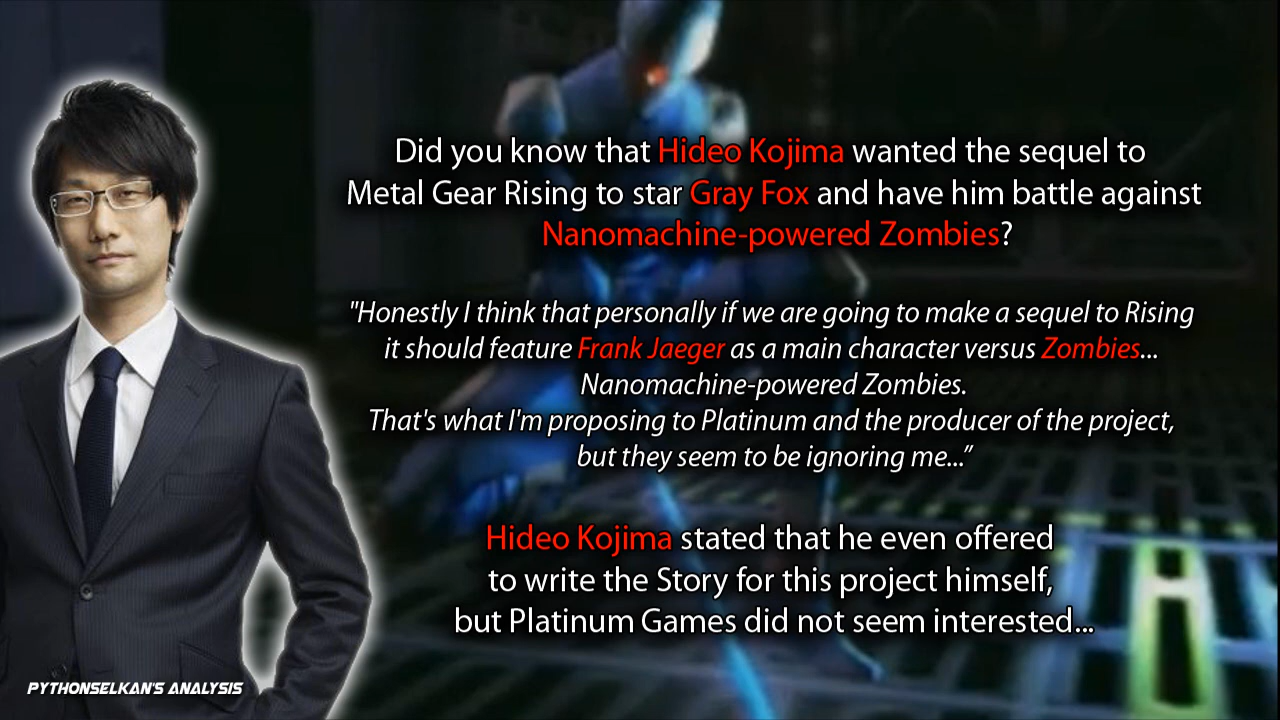 Did you know that Hideo Kojima wanted the sequel to
Metal Gear Rising to star Gray Fox and have him battle against
Nanomachine-powered Zombies?
"Honestly I think that personally if we are going to make a sequel to Rising
it should feature Frank Jaeger as a main character versus Zombies...
Nanomachine-powered Zombies.
That's what I'm proposing to Platinum and the producer of the project,
but they seem to be ignoring me...”
Hideo Kojima stated that he even offered
to write the Story for this project himself,
but Platinum Games did not seem interested...
PYTHONSELKAN'S ANALYSIS